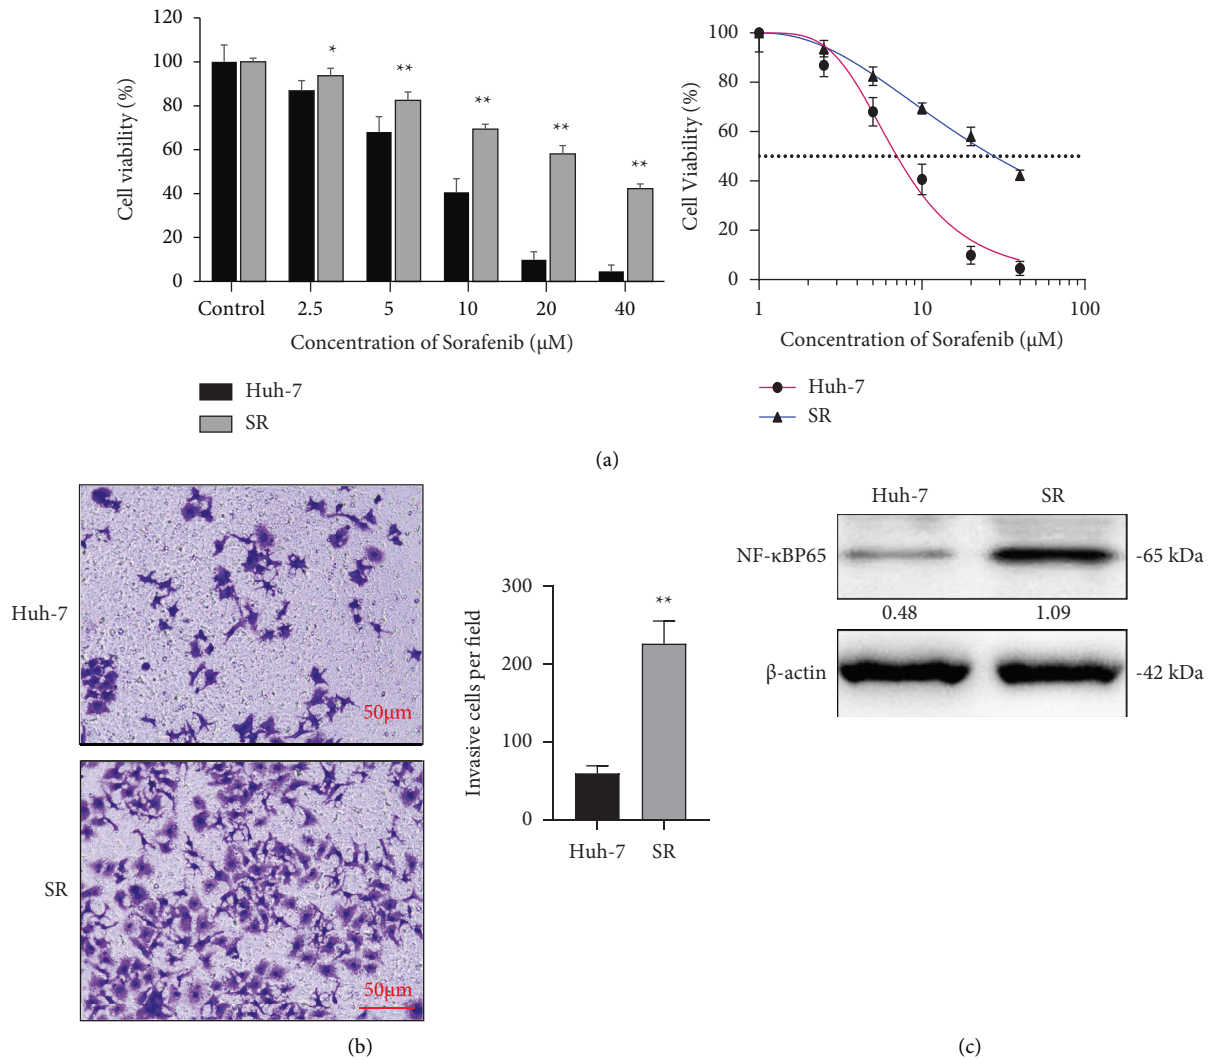 120
100
80
60
40
20
0
Cell viability (%)
*
**
**
**
**
Control 2.5 5 10 20 40
Concentration of Sorafenib (μM)
Huh-7
SR
100
80
60
40
20
0
Cell Viability (%)
1 10 100
Concentration of Sorafenib (μM)
Huh-7
SR
(a)
Huh-7
50μm
SR
50μm
300
200
100
0
Invasive cells per field
**
Huh-7 SR
(b)
Huh-7 SR
NF-κBP65 -65 kDa
0.48 1.09
β-actin -42 kDa
(c)